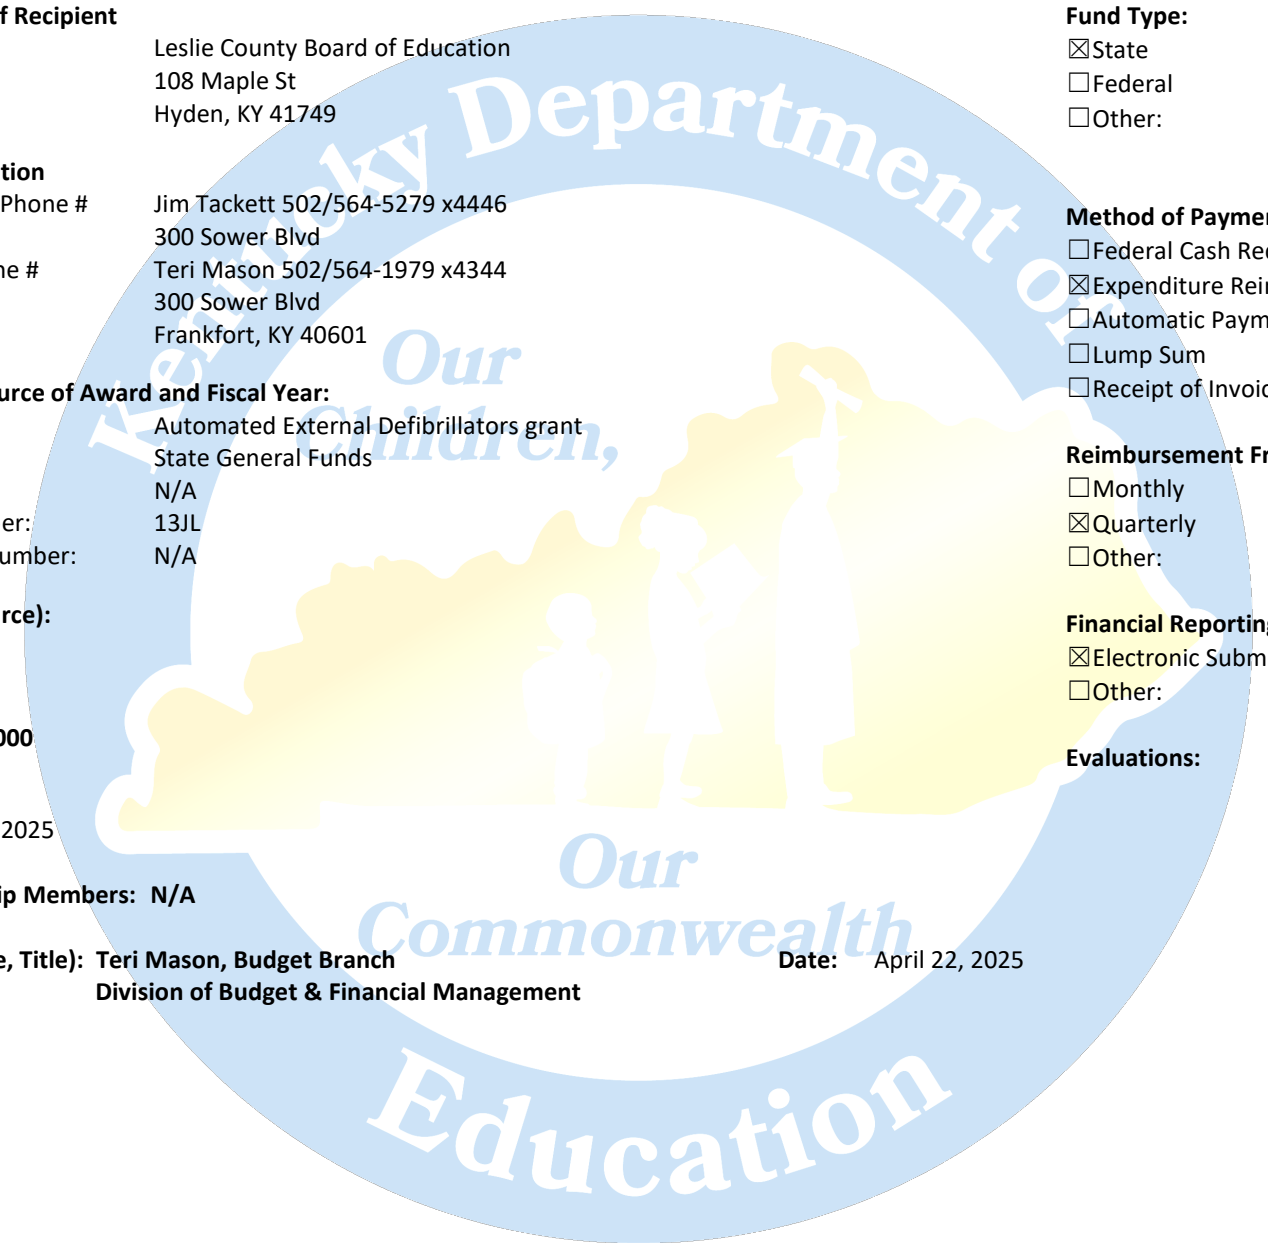 f Recipient
Leslie County Board of Education
108 Maple St
Hyden, KY 41749
tion
Phone # Jim Tackett 502/564-5279 x4446
300 Sower Blvd
ne # Teri Mason 502/564-1979 x4344
300 Sower Blvd
Frankfort, KY 40601
urce of Award and Fiscal Year:
Automated External Defibrillators grant
State General Funds
N/A
er: 13JL
umber: N/A
rce):
000
2025
ip Members: N/A
e, Title): Teri Mason, Budget Branch
Division of Budget & Financial Management
Date: April 22, 2025
Fund Type:
☒State
☐Federal
☐Other:
Method of Paymen
☐Federal Cash Rec
☒Expenditure Rein
☐Automatic Paym
☐Lump Sum
☐Receipt of Invoic
Reimbursement Fr
☐Monthly
☒Quarterly
☐Other:
Financial Reporting
☒Electronic Subm
☐Other:
Evaluations:
Kentucky Department of
Education
Our
Children,
Our
Commonwealth